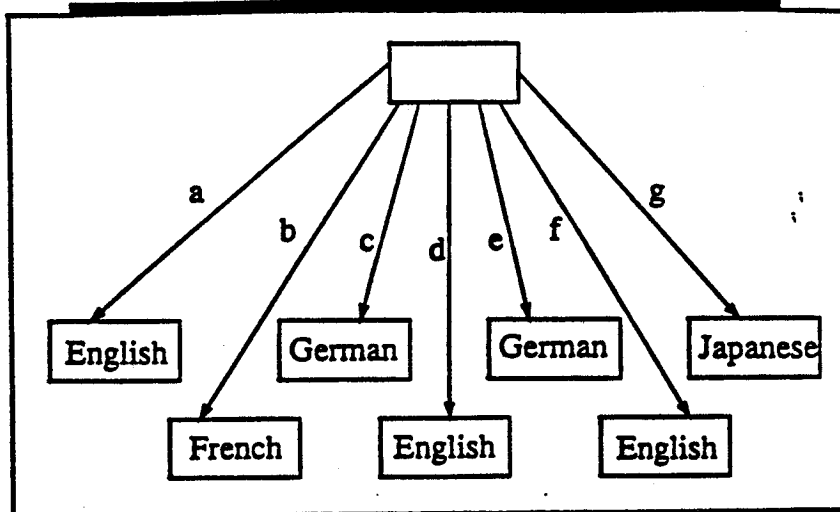 a
b
c
d
e
f
g
English
German
German
Japanese
French
English
English